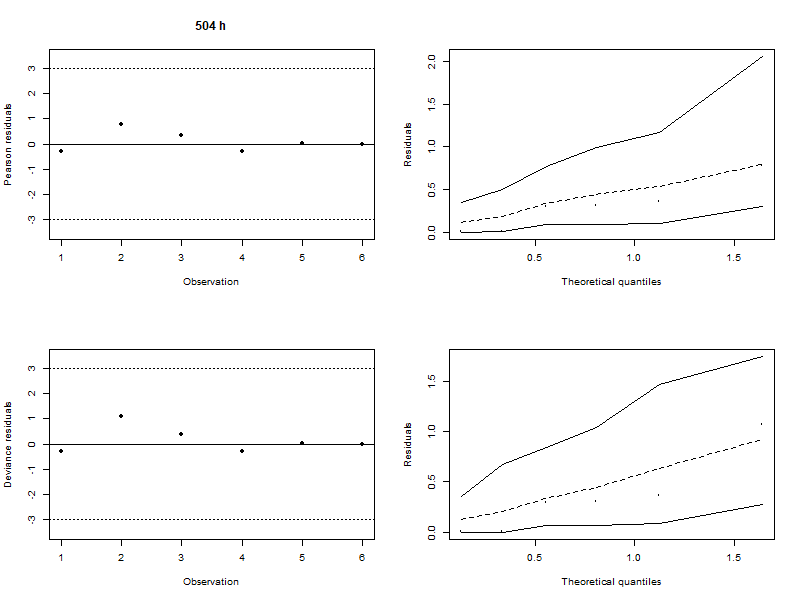 504 h
Pearson residuals
3
2
1
0
-1
-2
-3
1 2 3 4 5 6
Observation
Residuals
2.0
1.5
1.0
0.5
0.0
0.5 1.0 1.5
Theoretical quantiles
Deviance residuals
3
2
1
0
-1
-2
-3
1 2 3 4 5 6
Observation
Residuals
1.5
1.0
0.5
0.0
0.5 1.0 1.5
Theoretical quantiles